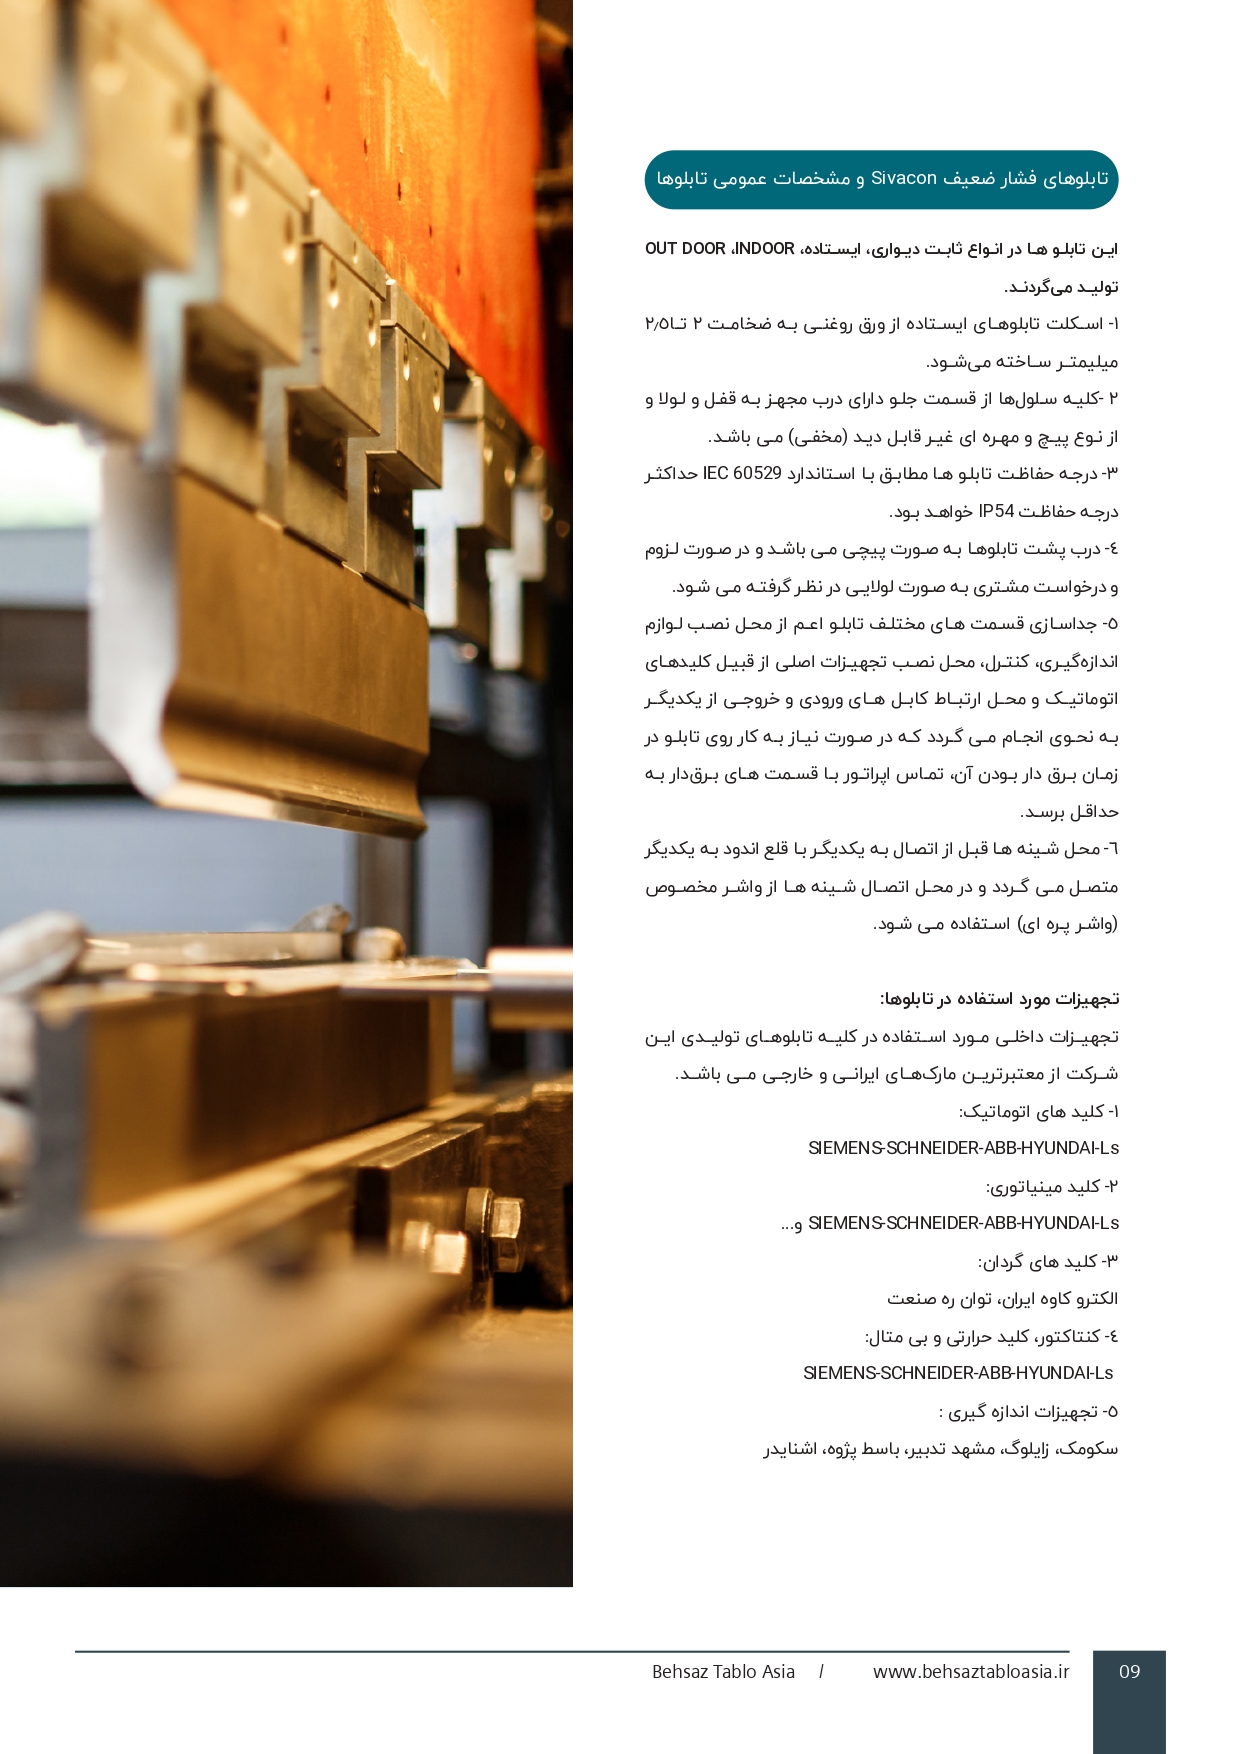 تابلوهای فشار ضعیف Sivacon و مشخصات عمومی تابلوها
این تابلو ها در انواع ثابت دیواری، ایستاده، OUT DOOR ،INDOOR
تولید می‌گردند.
۱- اسکلت تابلوهای ایستاده از ورق روغنی به ضخامت ۲ تا۲٫۵
میلیمتر ساخته می‌شود.
۲ -کلیه سلول‌ها از قسمت جلو دارای درب مجهز به قفل و لولا و
از نوع پیچ و مهره ای غیر قابل دید (مخفی) می باشد.
۳- درجه حفاظت تابلو ها مطابق با استاندارد IEC 60529 حداکثر
درجه حفاظت IP54 خواهد بود.
۴- درب پشت تابلوها به صورت پیچی می باشد و در صورت لزوم
و درخواست مشتری به صورت لولایی در نظر گرفته می شود.
۵- جداسازی قسمت های مختلف تابلو اعم از محل نصب لوازم
اندازه‌گیری، کنترل، محل نصب تجهیزات اصلی از قبیل کلیدهای
اتوماتیک و محل ارتباط کابل های ورودی و خروجی از یکدیگر
به نحوی انجام می گردد که در صورت نیاز به کار روی تابلو در
زمان برق دار بودن آن، تماس اپراتور با قسمت های برق‌دار به
حداقل برسد.
۶- محل شینه ها قبل از اتصال به یکدیگر با قلع اندود به یکدیگر
متصل می گردد و در محل اتصال شینه ها از واشر مخصوص
(واشر پره ای) استفاده می شود.
تجهیزات مورد استفاده در تابلوها:
تجهیزات داخلی مورد استفاده در کلیه تابلوهای تولیدی این
شرکت از معتبرترین مارک‌های ایرانی و خارجی می باشد.
۱- کلید های اتوماتیک:
SIEMENS-SCHNEIDER-ABB-HYUNDAI-Ls
۲- کلید مینیاتوری:
SIEMENS-SCHNEIDER-ABB-HYUNDAI-Ls و...
۳- کلید های گردان:
الکترو کاوه ایران، توان ره صنعت
۴- کنتاکتور، کلید حرارتی و بی متال:
SIEMENS-SCHNEIDER-ABB-HYUNDAI-Ls
۵- تجهیزات اندازه گیری :
سکومک، زایلوگ، مشهد تدبیر، باسط پژوه، اشنایدر
Behsaz Tablo Asia / www.behsaztabloasia.ir 09